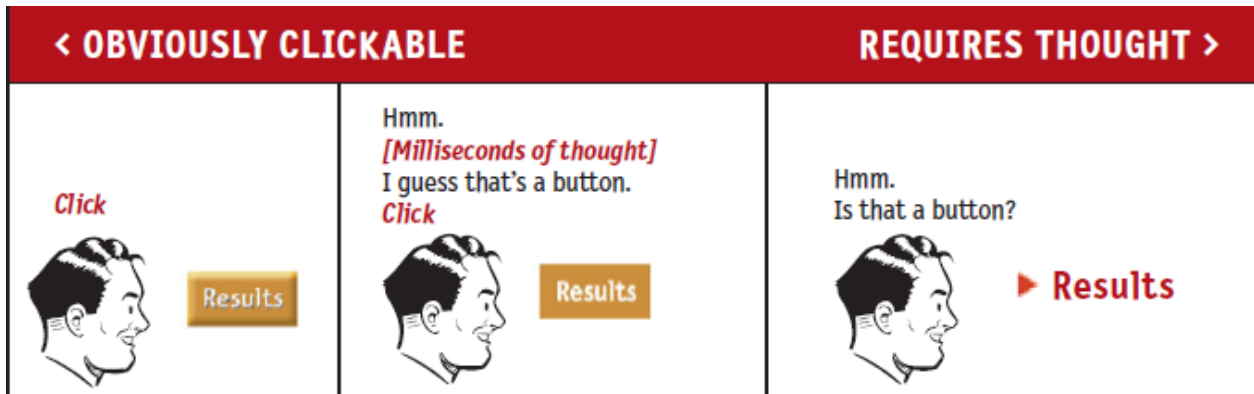 < OBVIOUSLY CLICKABLE
REQUIRES THOUGHT >
Click
Results
Hmm.
[Milliseconds of thought]
I guess that's a button.
Click
Results
Hmm.
Is that a button?
Results